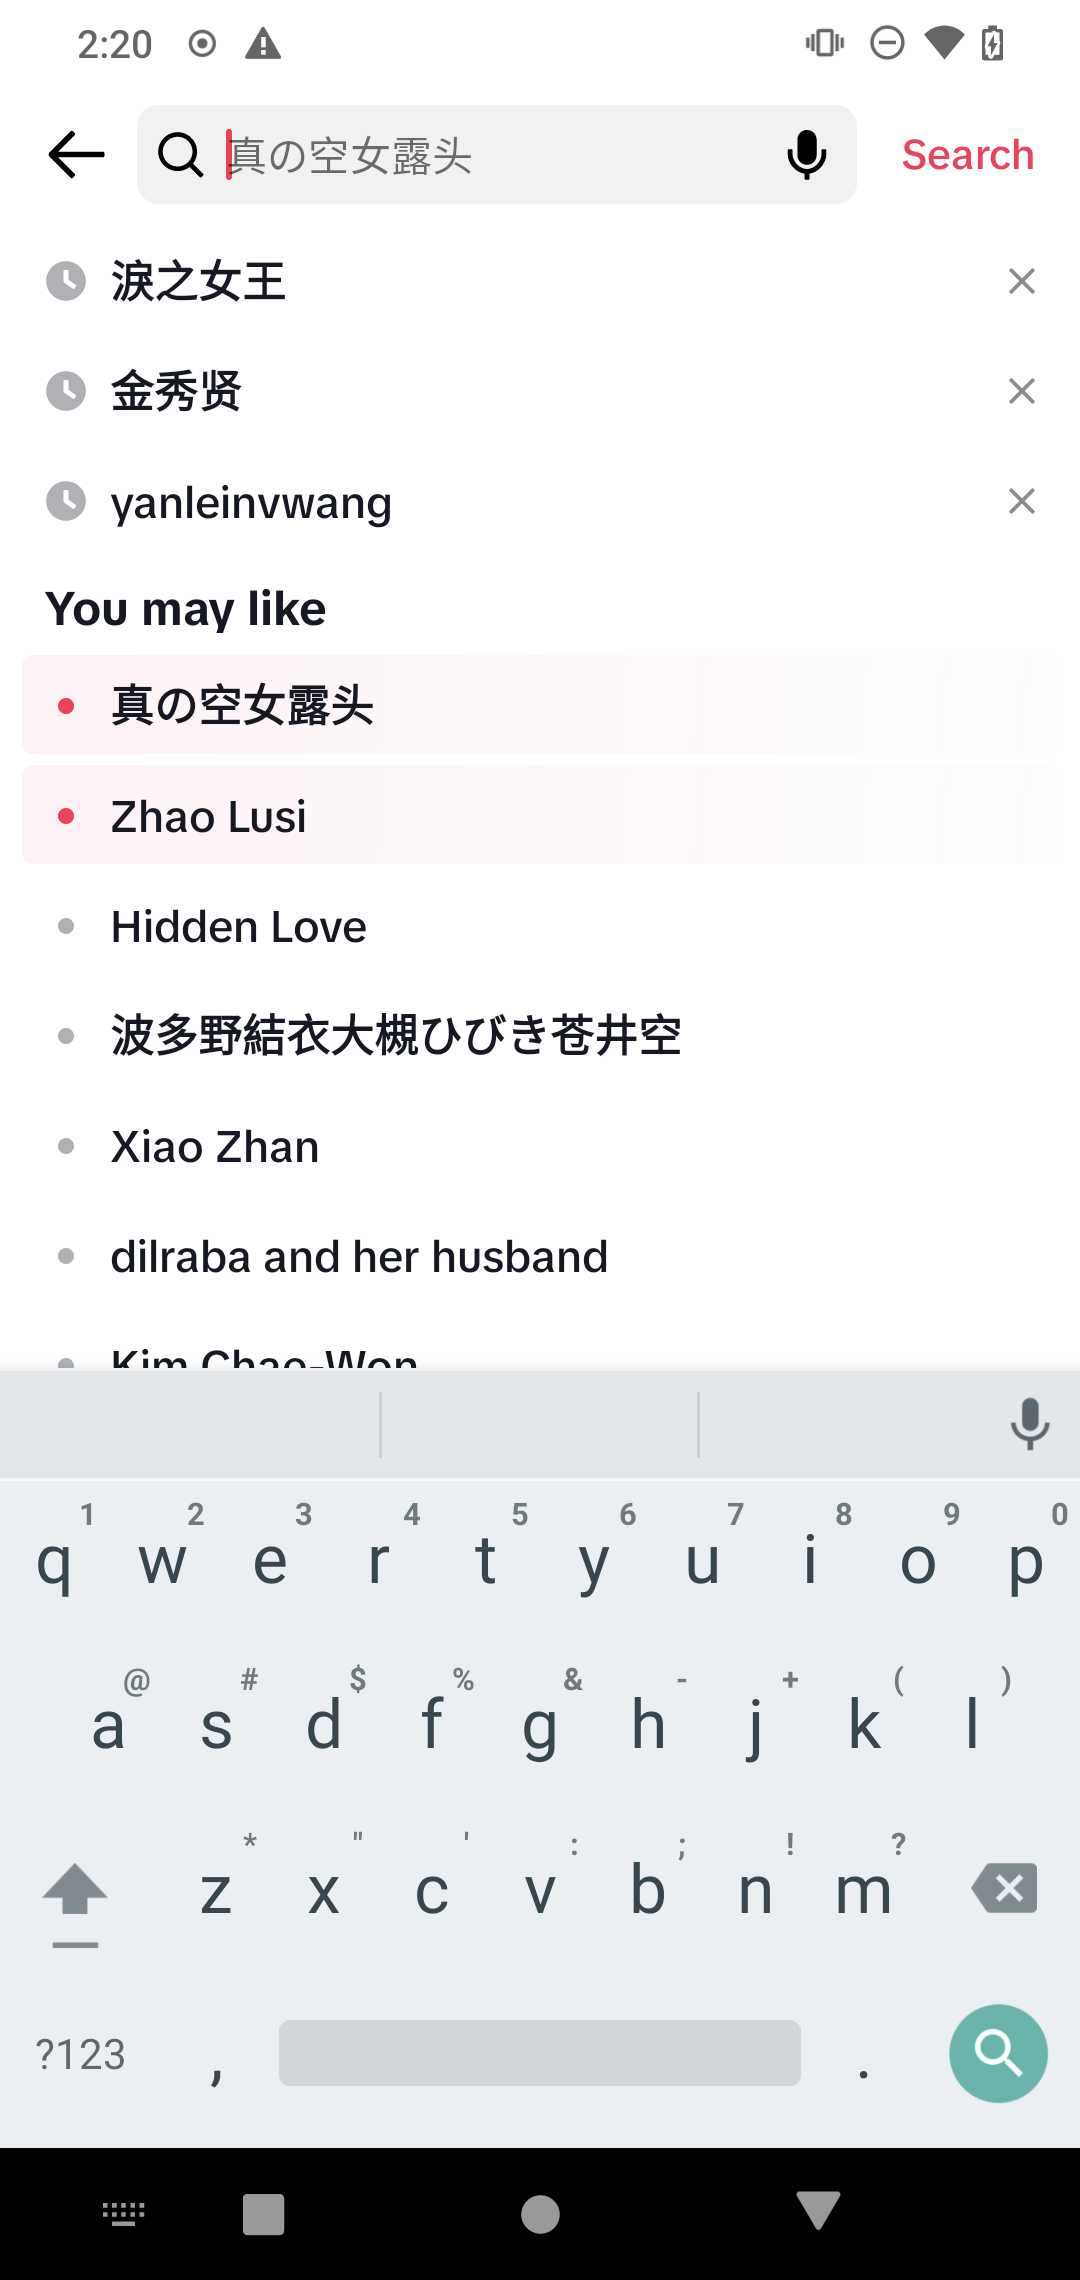 2:20
真の空女露头
Search
淚之女王
金秀贤
yanleinvwang
You may like
真の空女露头
Zhao Lusi
Hidden Love
波多野結衣大槻ひびき苍井空
Xiao Zhan
dilraba and her husband
Kim Chae-Won
1 2 3 4 5 6 7 8 9 0
q w e r t y u i o p
@ # $ % & - + ( )
a s d f g h j k l
* " ' : ; ! ?
z x c v b n m
?123 , .